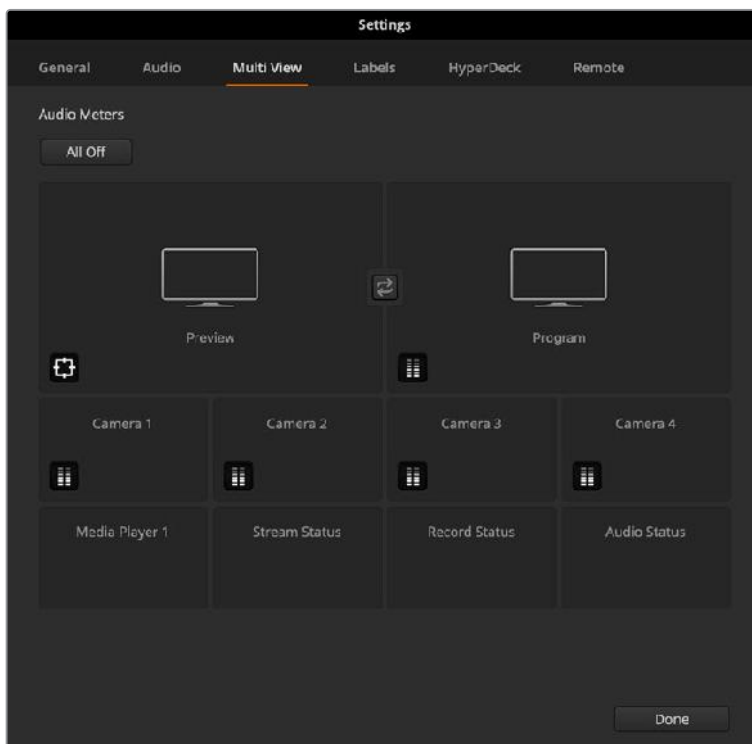 Settings
General Audio Multi View Labels HyperDeck Remote
Audio Meters
All Off
Preview Program
Camera 1 Camera 2 Camera 3 Camera 4
Media Player 1 Stream Status Record Status Audio Status
Done